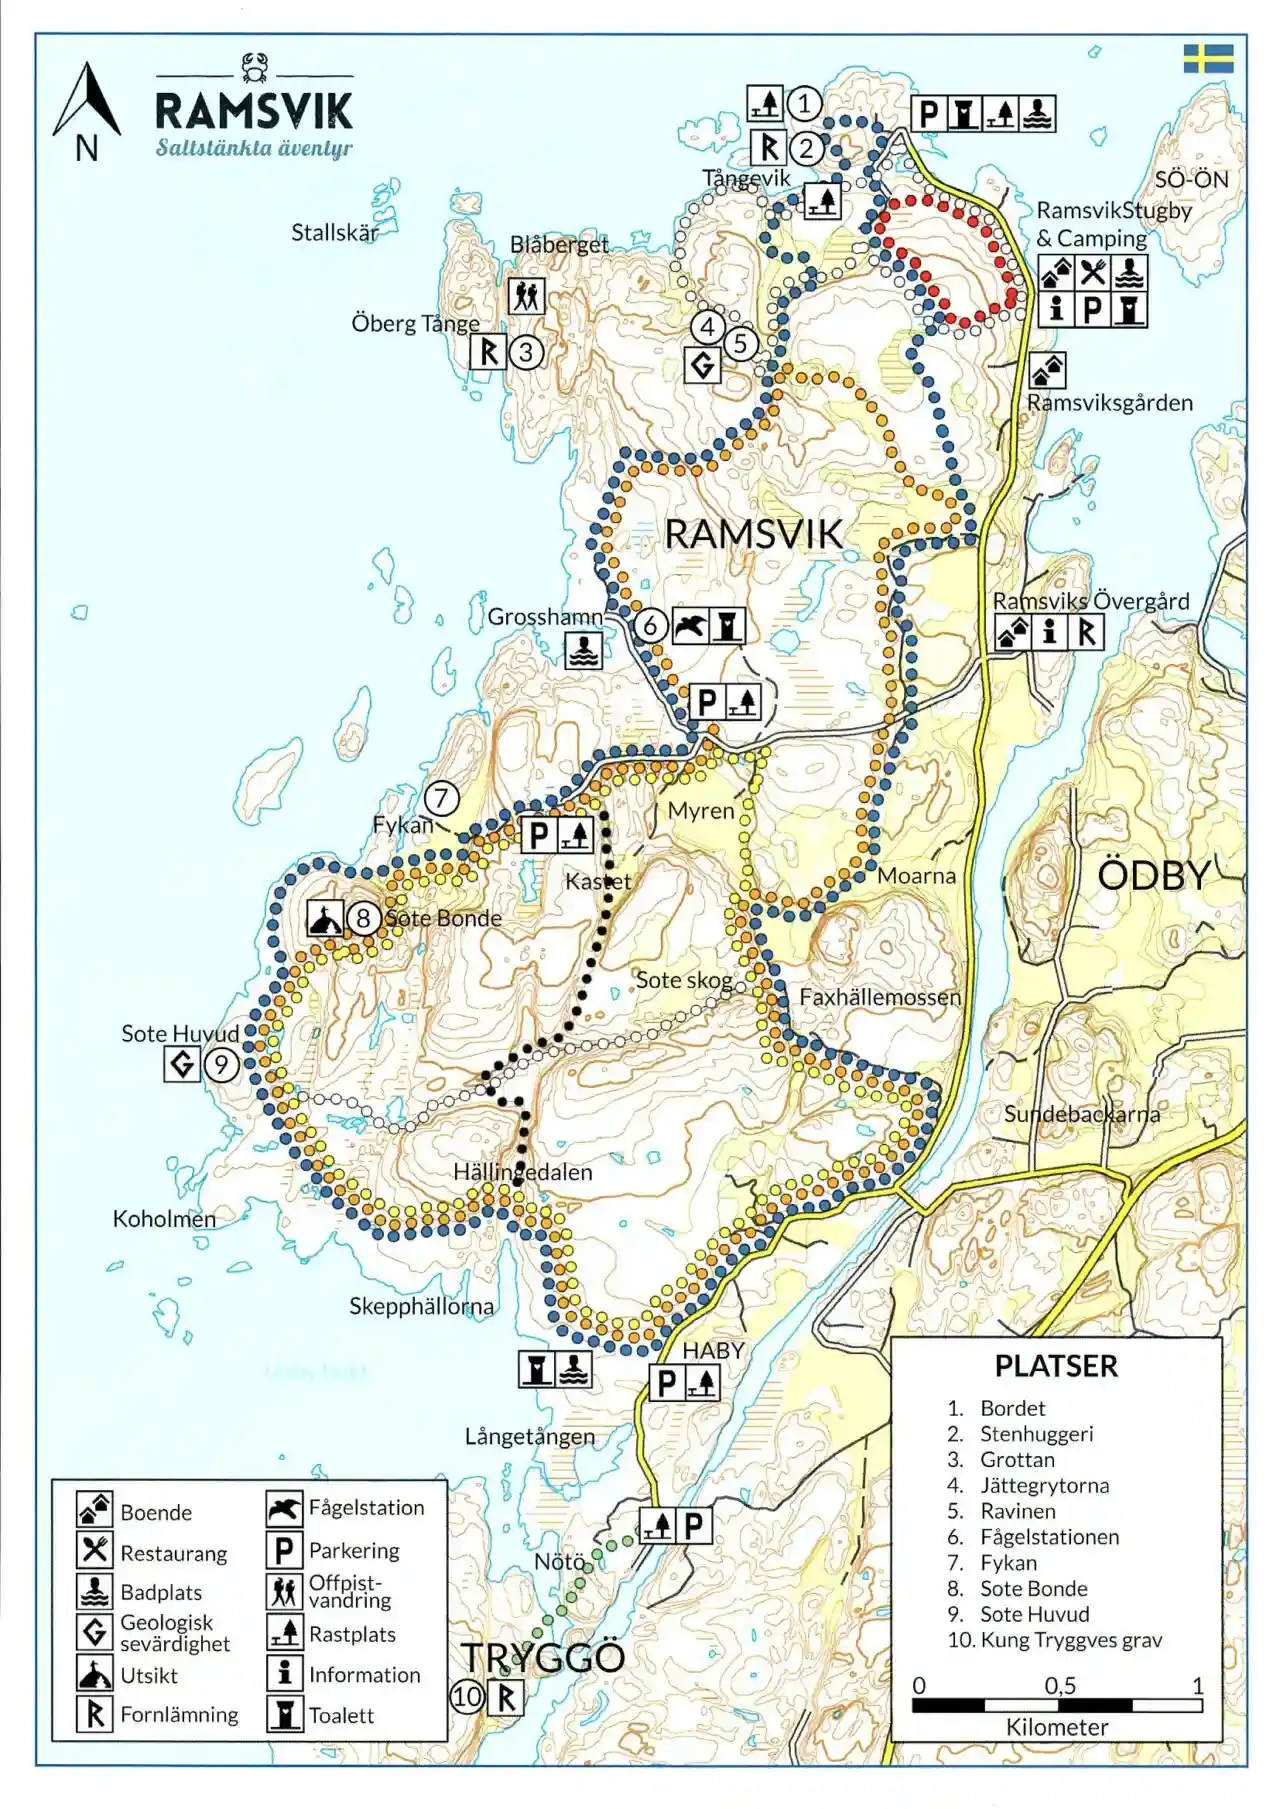 RAMSVIK
Saltstänkta äventyr
N
1
P
2
R
Tångevik
SÖ-ÖN
Stallskär
RamsvikStugby
& Camping
Blåberget
i P
Öberg Tånge
R 3
4
5
G
Ramsviksgården
RAMSVIK
Ramsviks Övergård
i R
Grosshamn
6
P
7
Fykan
Myren
P
Kastet
Moarna
ÖDBY
8
Sote Bonde
Sote skog
Faxhällemossen
Sote Huvud
G 9
Sundebackarna
Hällingedalen
Koholmen
Skepphällorna
HABY
P
Långetången
P
Nötö
TRYGGÖ
10 R
PLATSER
1. Bordet
2. Stenhuggeri
3. Grottan
4. Jättegrytorna
5. Ravinen
6. Fågelstationen
7. Fykan
8. Sote Bonde
9. Sote Huvud
10. Kung Tryggves grav
0 0,5 1
Kilometer
Boende
Restaurang
Badplats
G Geologisk
sevärdighet
Utsikt
R Fornlämning
Fågelstation
P Parkering
Offpist-
vandring
Rastplats
i Information
Toalett